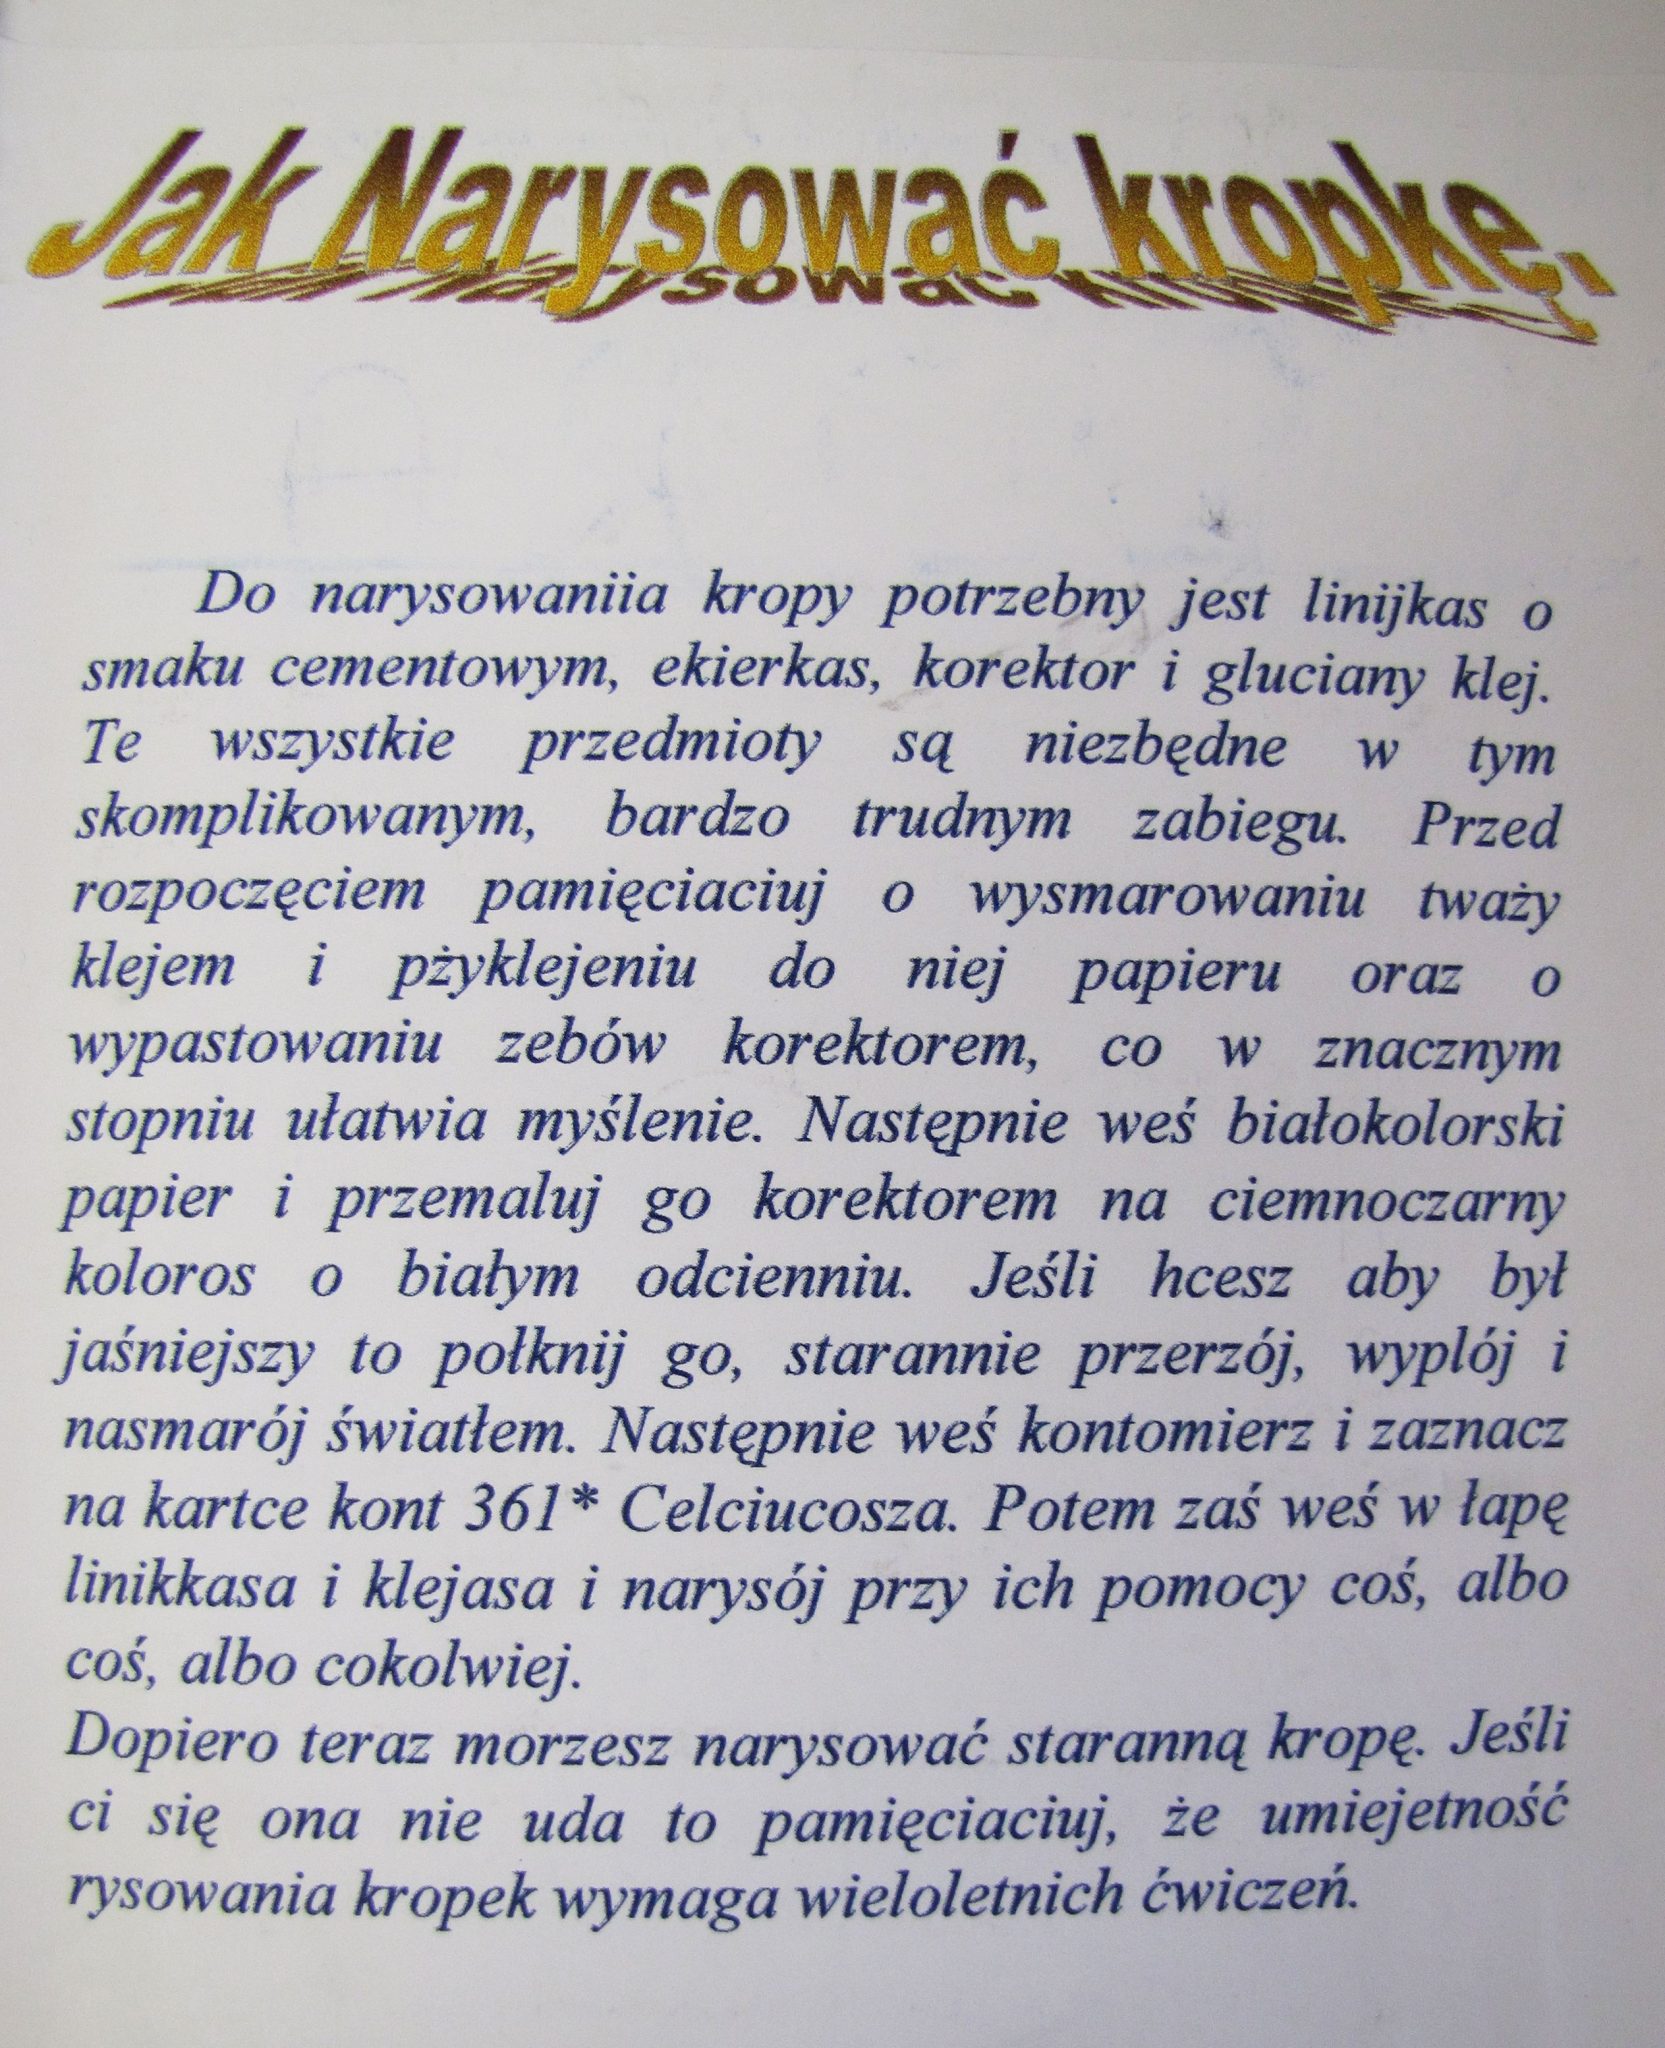 Jak Narysować kropkę.
Do narysowaniia kropy potrzebny jest linijkas o
smaku cementowym, ekierkas, korektor i gluciany klej.
Te wszystkie przedmioty są niezbędne w tym
skomplikowanym, bardzo trudnym zabiegu. Przed
rozpoczęciem pamięciaciuj o wysmarowaniu tważy
klejem i pżyklejeniu do niej papieru oraz o
wypastowaniu zebów korektorem, co w znacznym
stopniu ułatwia myślenie. Następnie weś białokolorski
papier i przemaluj go korektorem na ciemnoczarny
koloros o białym odcienniu. Jeśli hcesz aby był
jaśniejszy to połknij go, starannie przerzój, wyplój i
nasmarój światłem. Następnie weś kontomierz i zaznacz
na kartce kont 361* Celciucosza. Potem zaś weś w łapę
linikkasa i klejasa i narysój przy ich pomocy coś, albo
coś, albo cokolwiej.
Dopiero teraz morzesz narysować staranną kropę. Jeśli
ci się ona nie uda to pamięciaciuj, że umiejetność
rysowania kropek wymaga wieloletnich ćwiczeń.